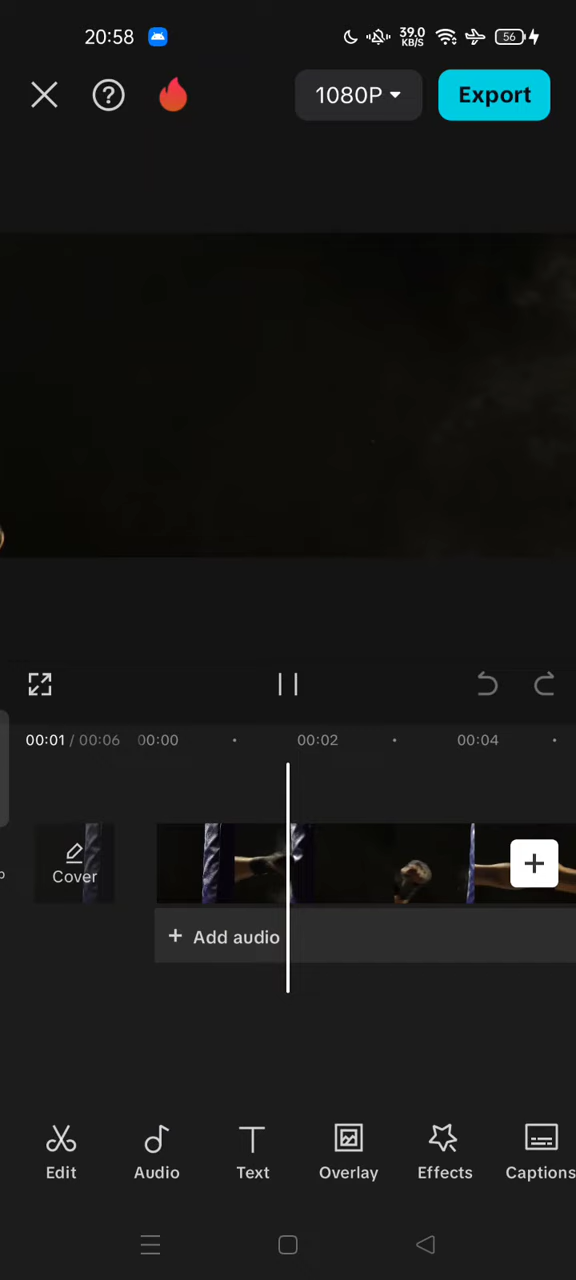 20:58
39.0
KB/S
56
?
1080P
Export
00:01 / 00:06
00:00
00:02
00:04
Cover
+ Add audio
+
Edit
Audio
Text
Overlay
Effects
Captions